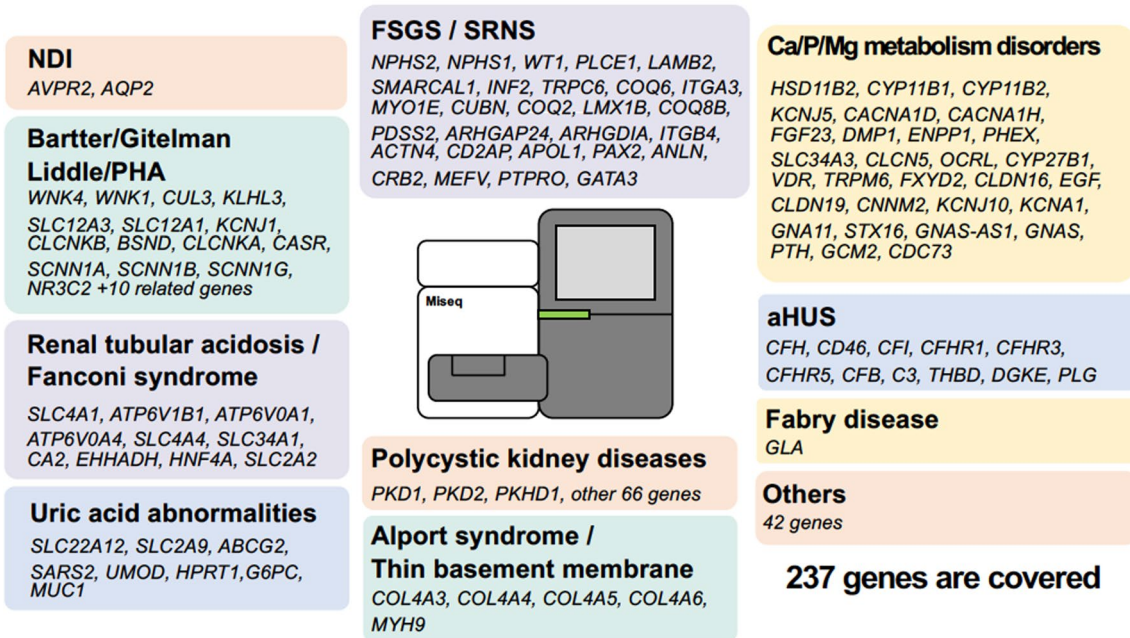 NDI
AVPR2, AQP2
Bartter/Gitelman
Liddle/PHA
WNK4, WNK1, CUL3, KLHL3,
SLC12A3, SLC12A1, KCNJ1,
CLCNKB, BSND, CLCNKA, CASR,
SCNN1A, SCNN1B, SCNN1G,
NR3C2 +10 related genes
Renal tubular acidosis /
Fanconi syndrome
SLC4A1, ATP6V1B1, ATP6V0A1,
ATP6V0A4, SLC4A4, SLC34A1,
CA2, EHHADH, HNF4A, SLC2A2
Uric acid abnormalities
SLC22A12, SLC2A9, ABCG2,
SARS2, UMOD, HPRT1,G6PC,
MUC1
FSGS / SRNS
NPHS2, NPHS1, WT1, PLCE1, LAMB2,
SMARCAL1, INF2, TRPC6, COQ6, ITGA3,
MYO1E, CUBN, COQ2, LMX1B, COQ8B,
PDSS2, ARHGAP24, ARHGDIA, ITGB4,
ACTN4, CD2AP, APOL1, PAX2, ANLN,
CRB2, MEFV, PTPRO, GATA3
Miseq
Polycystic kidney diseases
PKD1, PKD2, PKHD1, other 66 genes
Alport syndrome /
Thin basement membrane
COL4A3, COL4A4, COL4A5, COL4A6,
MYH9
Ca/P/Mg metabolism disorders
HSD11B2, CYP11B1, CYP11B2,
KCNJ5, CACNA1D, CACNA1H,
FGF23, DMP1, ENPP1, PHEX,
SLC34A3, CLCN5, OCRL, CYP27B1,
VDR, TRPM6, FXYD2, CLDN16, EGF,
CLDN19, CNNM2, KCNJ10, KCNA1,
GNA11, STX16, GNAS-AS1, GNAS,
PTH, GCM2, CDC73
aHUS
CFH, CD46, CFI, CFHR1, CFHR3,
CFHR5, CFB, C3, THBD, DGKE, PLG
Fabry disease
GLA
Others
42 genes
237 genes are covered